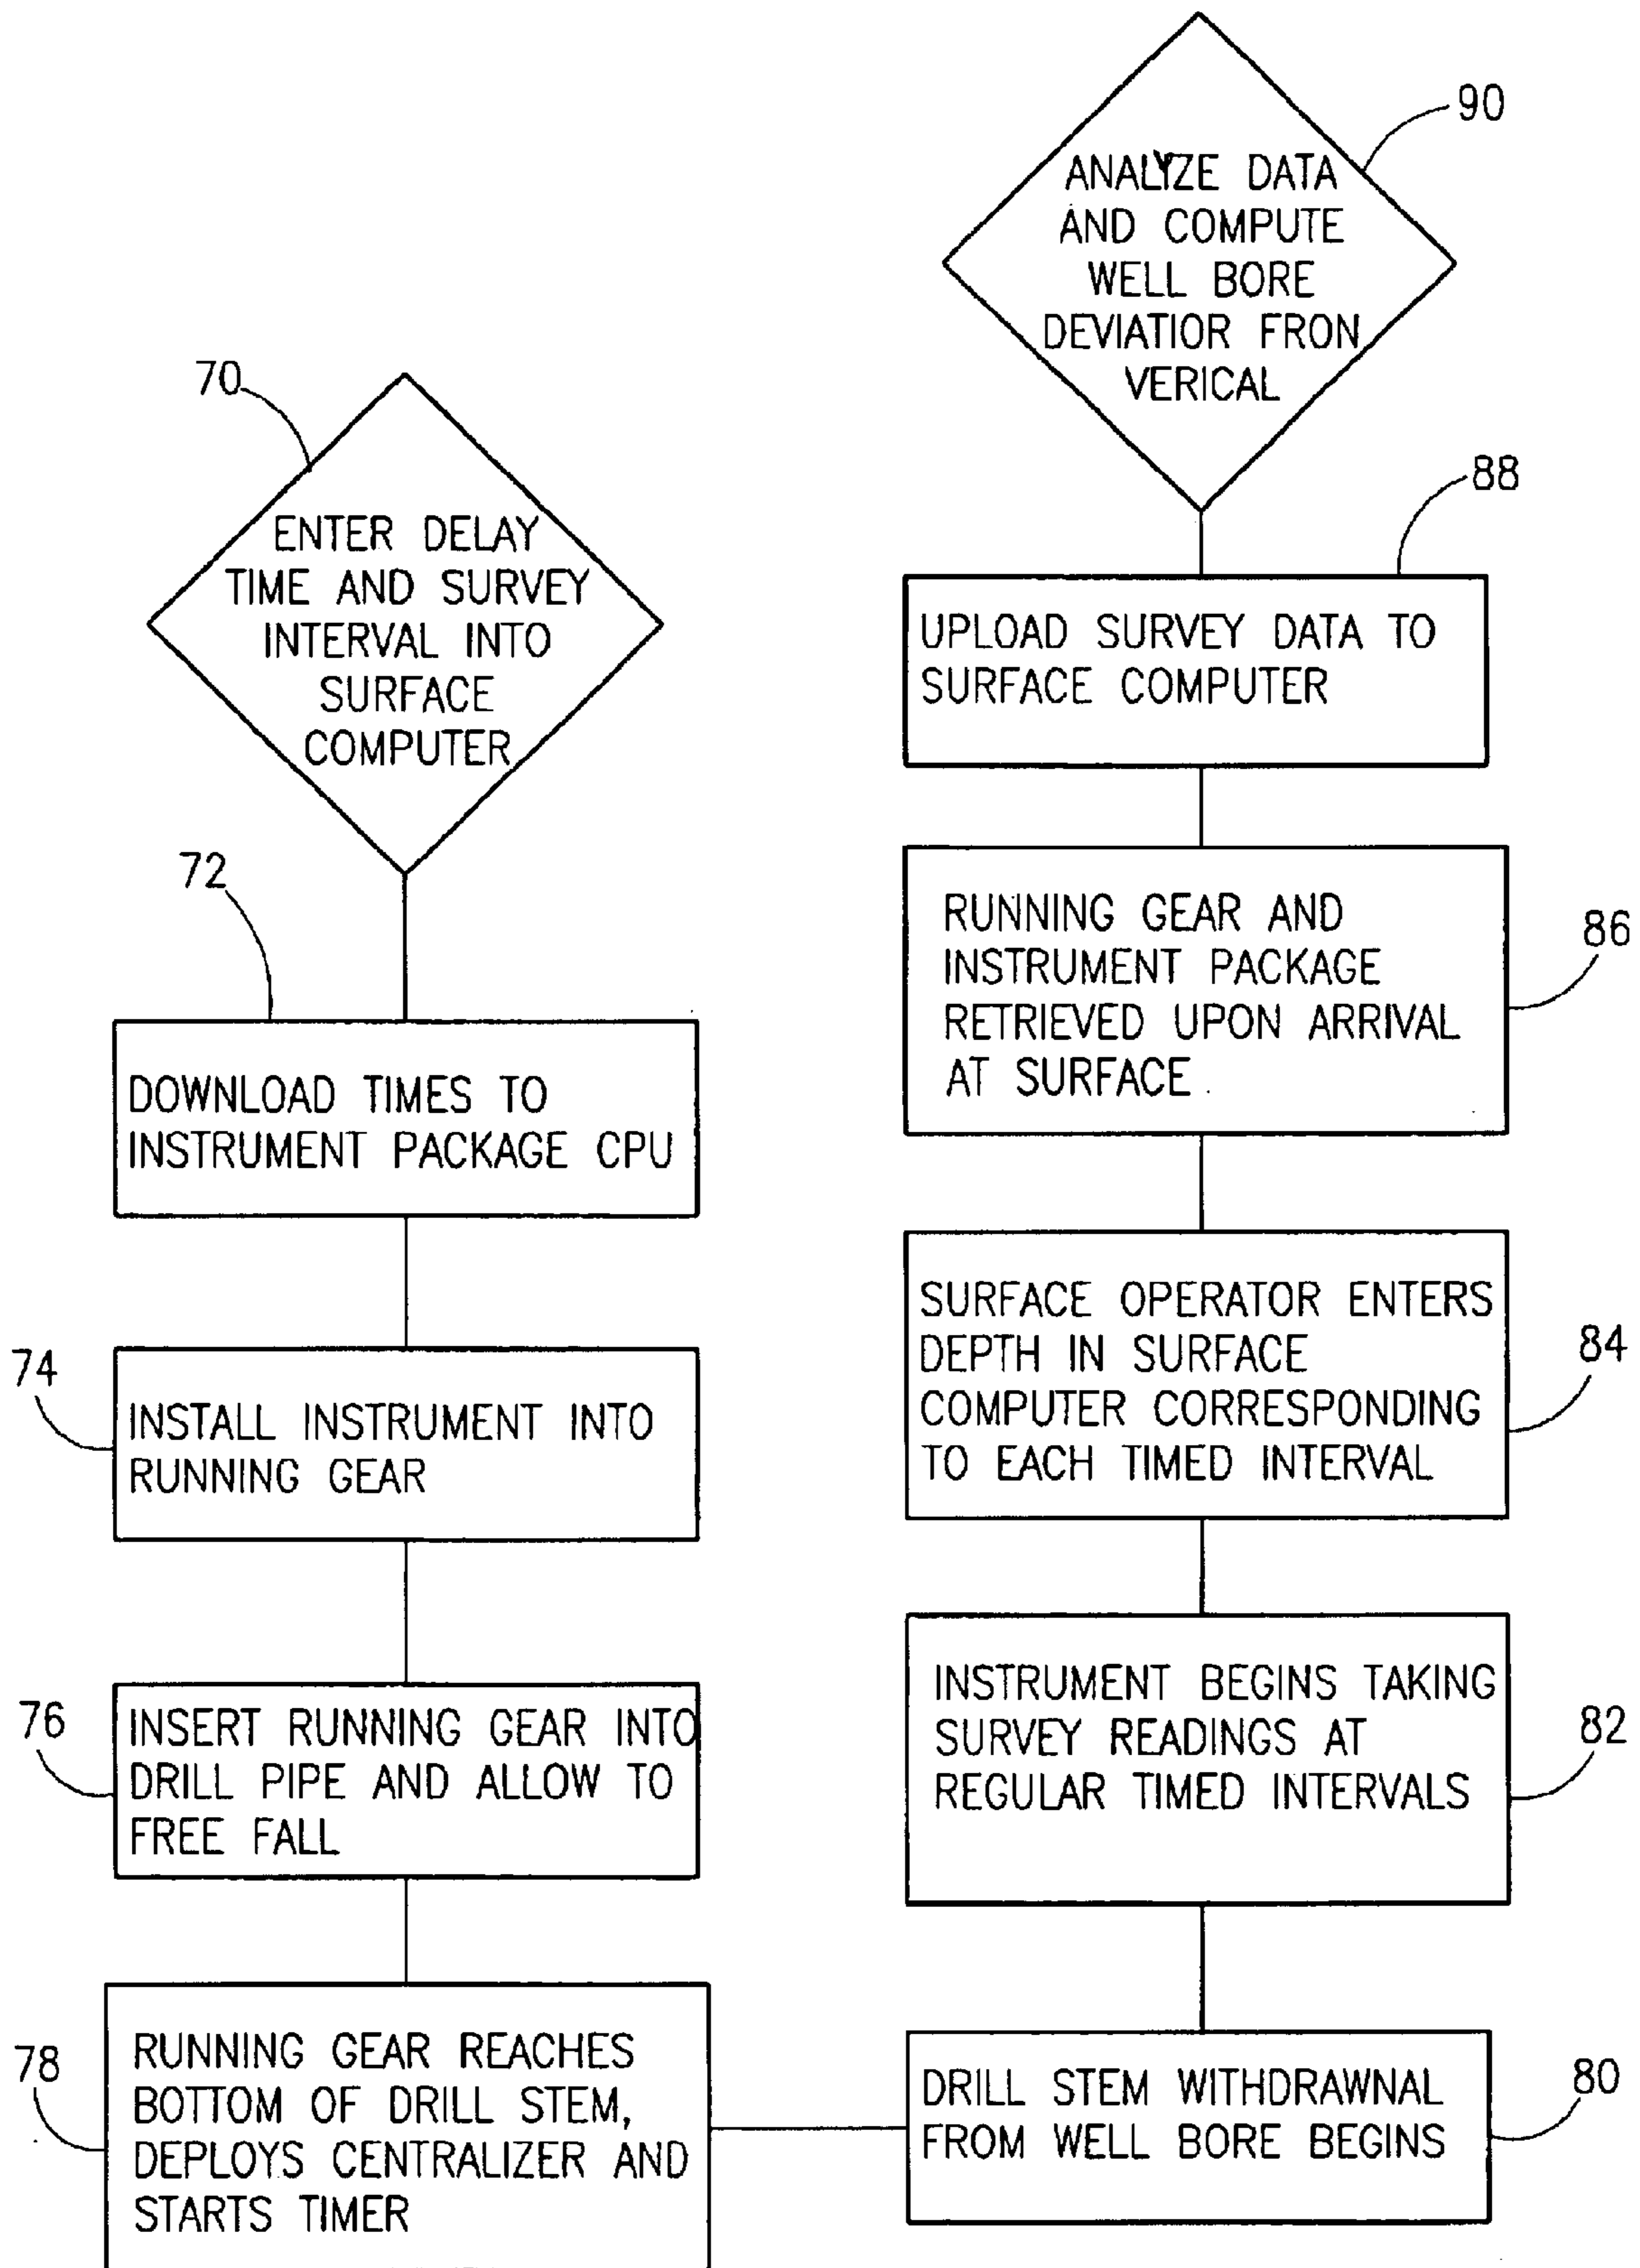 70
ENTER DELAY
TIME AND SURVEY
INTERVAL INTO
SURFACE
COMPUTER
72
DOWNLOAD TIMES TO
INSTRUMENT PACKAGE CPU
74
INSTALL INSTRUMENT INTO
RUNNING GEAR
76
INSERT RUNNING GEAR INTO
DRILL PIPE AND ALLOW TO
FREE FALL
78
RUNNING GEAR REACHES
BOTTOM OF DRILL STEM,
DEPLOYS CENTRALIZER AND
STARTS TIMER
80
DRILL STEM WITHDRAWNAL
FROM WELL BORE BEGINS
82
INSTRUMENT BEGINS TAKING
SURVEY READINGS AT
REGULAR TIMED INTERVALS
84
SURFACE OPERATOR ENTERS
DEPTH IN SURFACE
COMPUTER CORRESPONDING
TO EACH TIMED INTERVAL
86
RUNNING GEAR AND
INSTRUMENT PACKAGE
RETRIEVED UPON ARRIVAL
AT SURFACE
88
UPLOAD SURVEY DATA TO
SURFACE COMPUTER
90
ANALYZE DATA
AND COMPUTE
WELL BORE
DEVIATIOR FRON
VERICAL